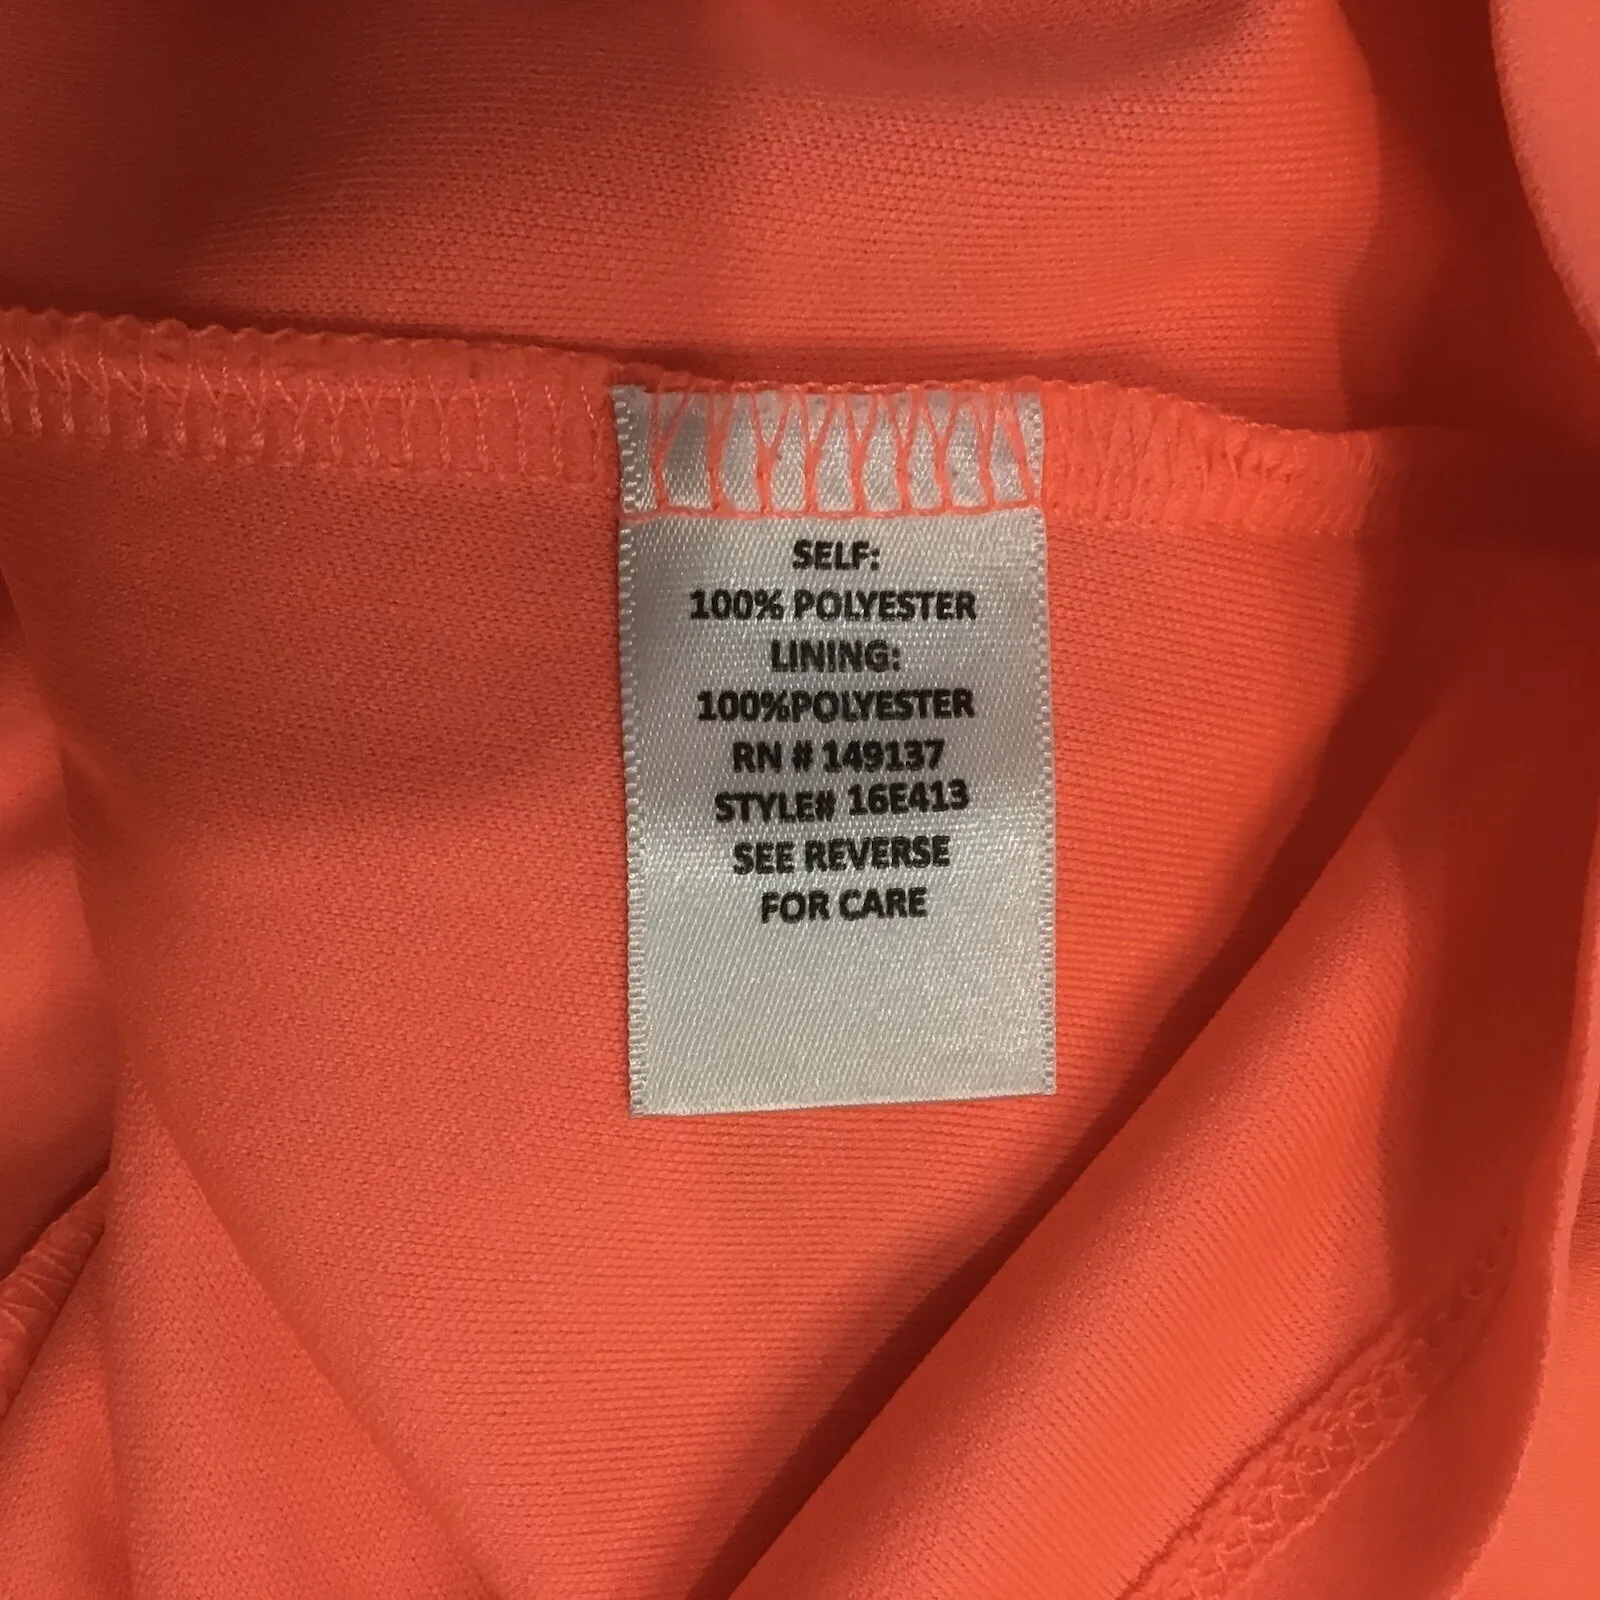 SELF:
100% POLYESTER
LINING:
100%POLYESTER
RN # 149137
STYLE# 16E413
SEE REVERSE
FOR CARE